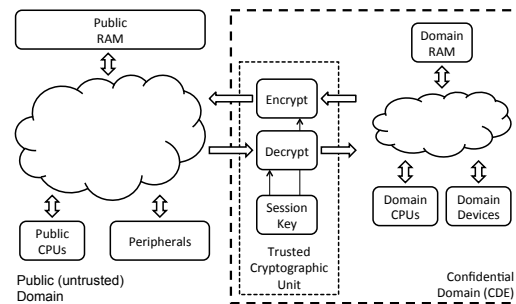 Public
RAM
Domain
RAM
Encrypt
Decrypt
Session
Key
Trusted
Cryptographic
Unit
Public
CPUs
Peripherals
Domain
CPUs
Domain
Devices
Public (untrusted)
Domain
Confidential
Domain (CDE)